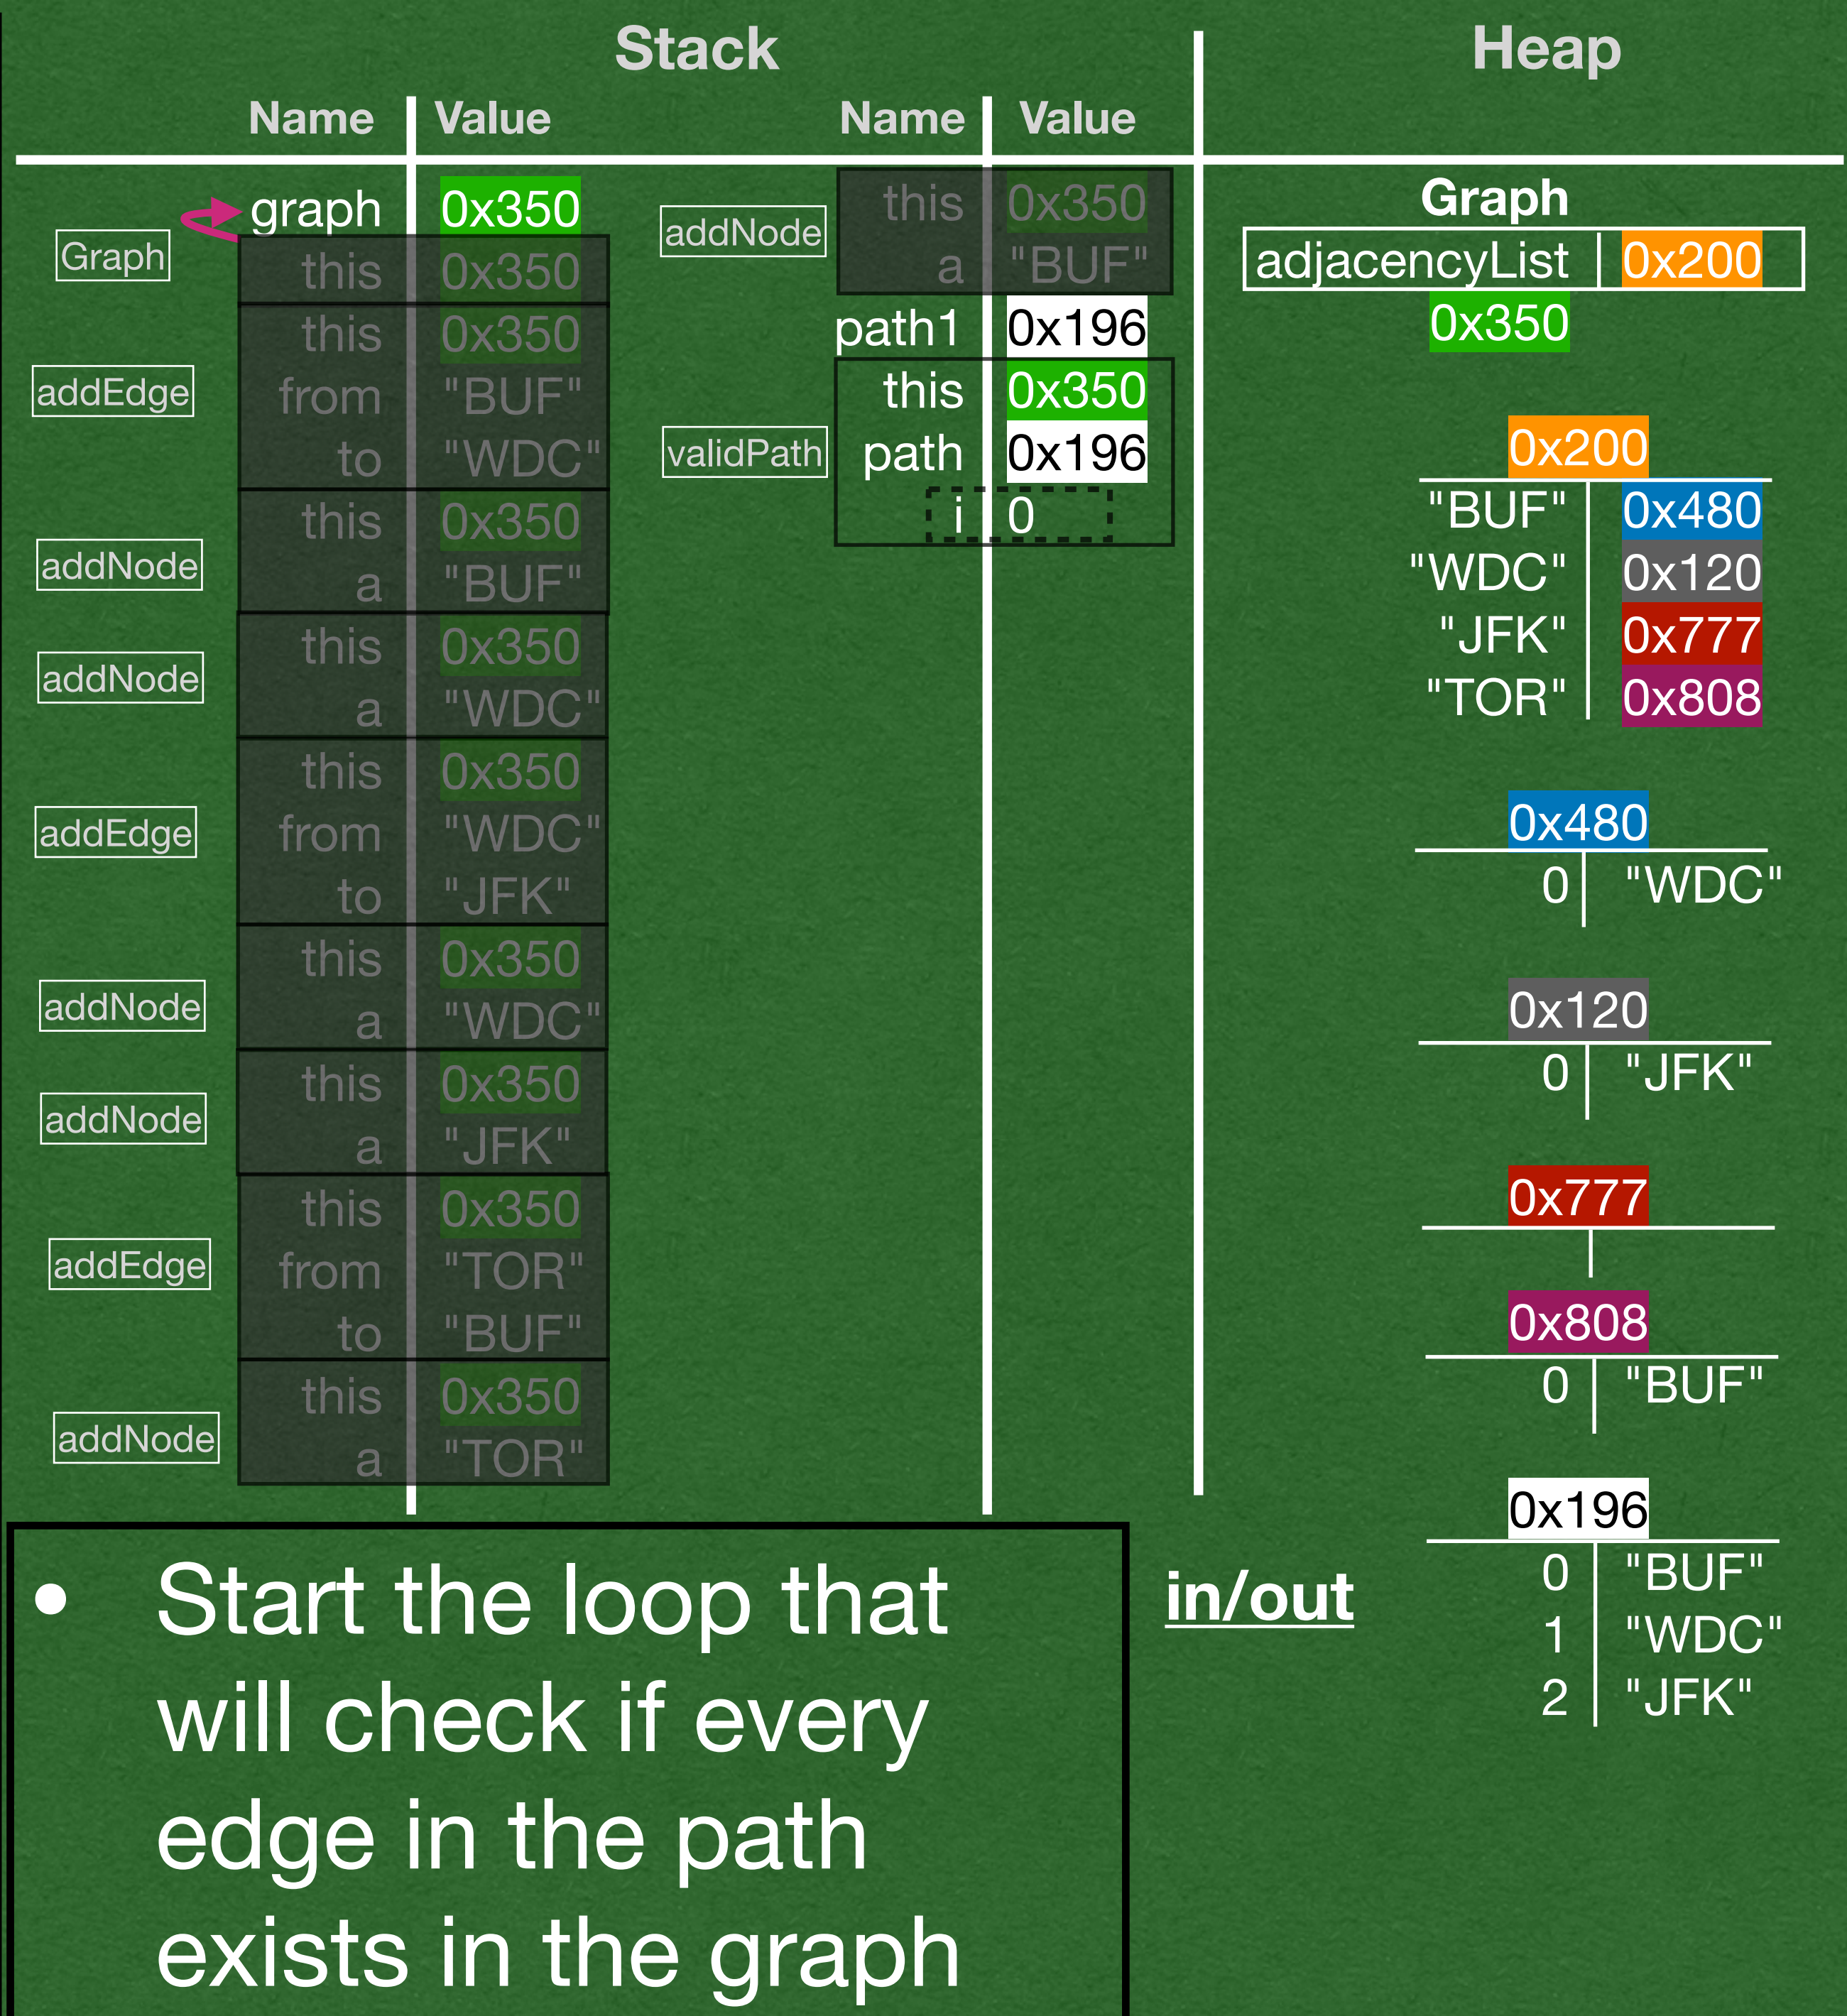 Stack
Heap
Name Value
Name Value
graph 0x350
Graph
this 0x350
addEdge
this 0x350
from "BUF"
to "WDC"
addNode
this 0x350
a "BUF"
addNode
this 0x350
a "WDC"
addEdge
this 0x350
from "WDC"
to "JFK"
addNode
this 0x350
a "WDC"
addNode
this 0x350
a "JFK"
addEdge
this 0x350
from "TOR"
to "BUF"
addNode
this 0x350
a "TOR"
addNode
this 0x350
a "BUF"
path1 0x196
validPath
this 0x350
path 0x196
i 0
Graph
adjacencyList 0x200
0x350
0x200
"BUF" 0x480
"WDC" 0x120
"JFK" 0x777
"TOR" 0x808
0x480
0 "WDC"
0x120
0 "JFK"
0x777
0x808
0 "BUF"
0x196
0 "BUF"
1 "WDC"
2 "JFK"
in/out
• Start the loop that
will check if every
edge in the path
exists in the graph